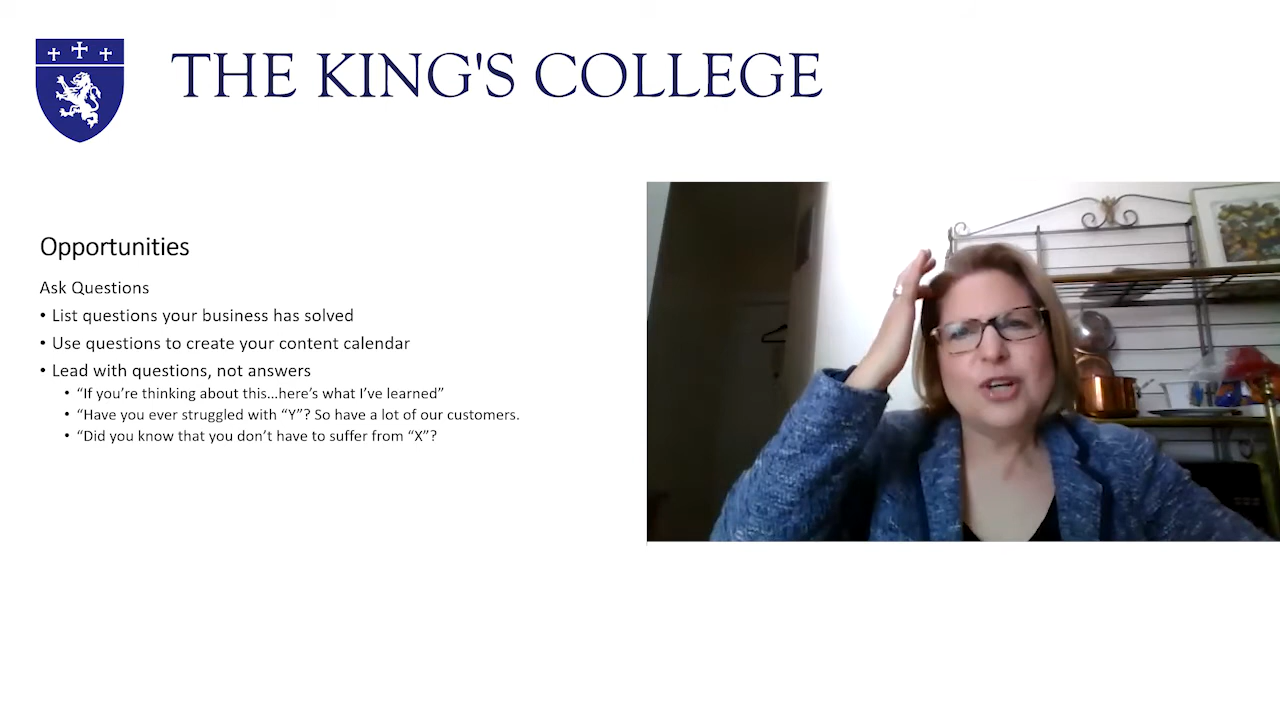 THE KING'S COLLEGE
Opportunities
Ask Questions
• List questions your business has solved
• Use questions to create your content calendar
• Lead with questions, not answers
• “If you’re thinking about this…here’s what I’ve learned”
• “Have you ever struggled with “Y”? So have a lot of our customers.
• “Did you know that you don’t have to suffer from “X”?